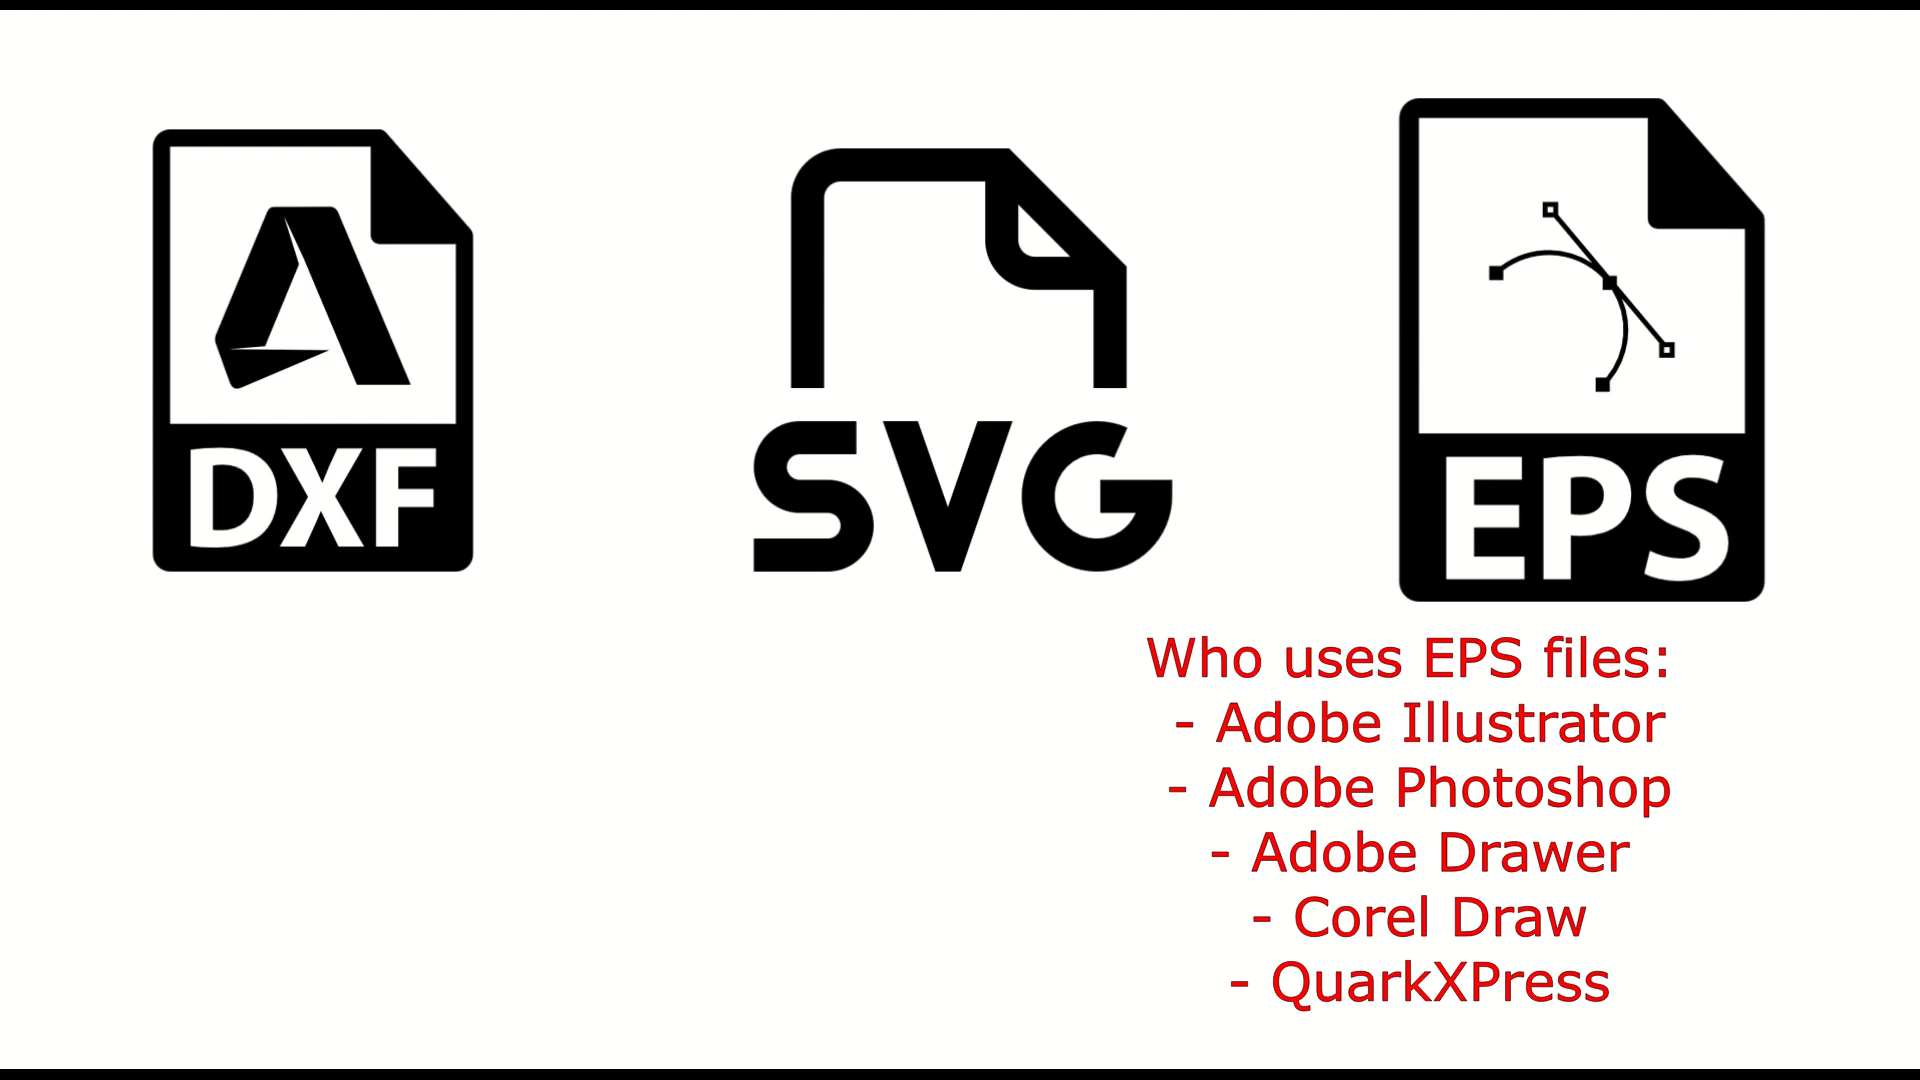 DXF
SVG
EPS
Who uses EPS files:
- Adobe Illustrator
- Adobe Photoshop
- Adobe Drawer
- Corel Draw
- QuarkXPress